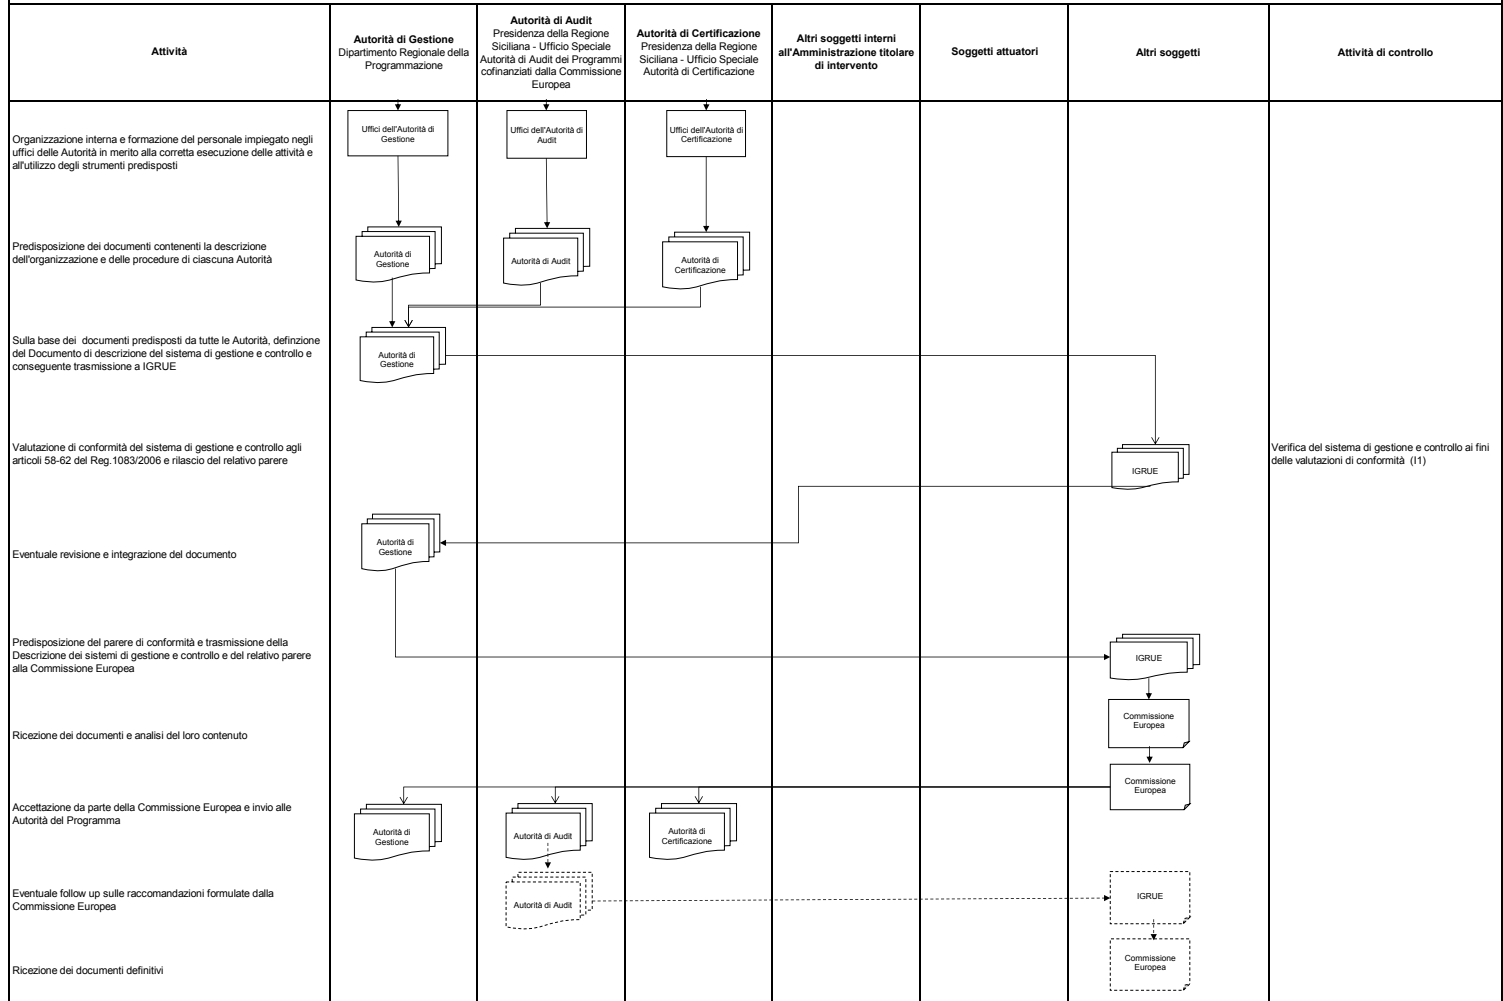 Attività
Autorità di Gestione
Dipartimento Regionale della
Programmazione
Autorità di Audit
Presidenza della Regione
Siciliana - Ufficio Speciale
Autorità di Audit dei Programmi
cofinanziati dalla Commissione
Europea
Autorità di Certificazione
Presidenza della Regione
Siciliana - Ufficio Speciale
Autorità di Certificazione
Altri soggetti interni
all'Amministrazione titolare
di intervento
Soggetti attuatori
Altri soggetti
Attività di controllo
Organizzazione interna e formazione del personale impiegato negli
uffici delle Autorità in merito alla corretta esecuzione delle attività e
all'utilizzo degli strumenti predisposti
Uffici dell'Autorità di
Gestione
Uffici dell'Autorità di
Audit
Uffici dell'Autorità di
Certificazione
Predisposizione dei documenti contenenti la descrizione
dell'organizzazione e delle procedure di ciascuna Autorità
Autorità di
Gestione
Autorità di Audit
Autorità di
Certificazione
Sulla base dei  documenti predisposti da tutte le Autorità, definzione
del Documento di descrizione del sistema di gestione e controllo e
conseguente trasmissione a IGRUE
Autorità di
Gestione
Valutazione di conformità del sistema di gestione e controllo agli
articoli 58-62 del Reg.1083/2006 e rilascio del relativo parere
IGRUE
Verifica del sistema di gestione e controllo ai fini
delle valutazioni di conformità  (I1)
Eventuale revisione e integrazione del documento
Autorità di
Gestione
Predisposizione del parere di conformità e trasmissione della
Descrizione dei sistemi di gestione e controllo e del relativo parere
alla Commissione Europea
IGRUE
Ricezione dei documenti e analisi del loro contenuto
Commissione
Europea
Accettazione da parte della Commissione Europea e invio alle
Autorità del Programma
Autorità di
Gestione
Autorità di Audit
Autorità di
Certificazione
Commissione
Europea
Eventuale follow up sulle raccomandazioni formulate dalla
Commissione Europea
Autorità di Audit
IGRUE
Ricezione dei documenti definitivi
Commissione
Europea